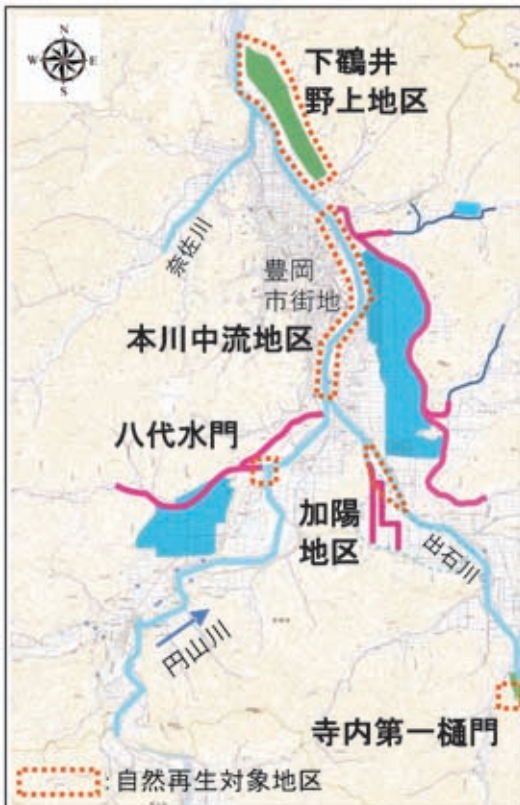 N
W
E
S
下鶴井
野上地区
奈佐川
豊岡
市街地
本川中流地区
八代水門
加陽
地区
出石川
円山川
寺内第一樋門
: 自然再生対象地区